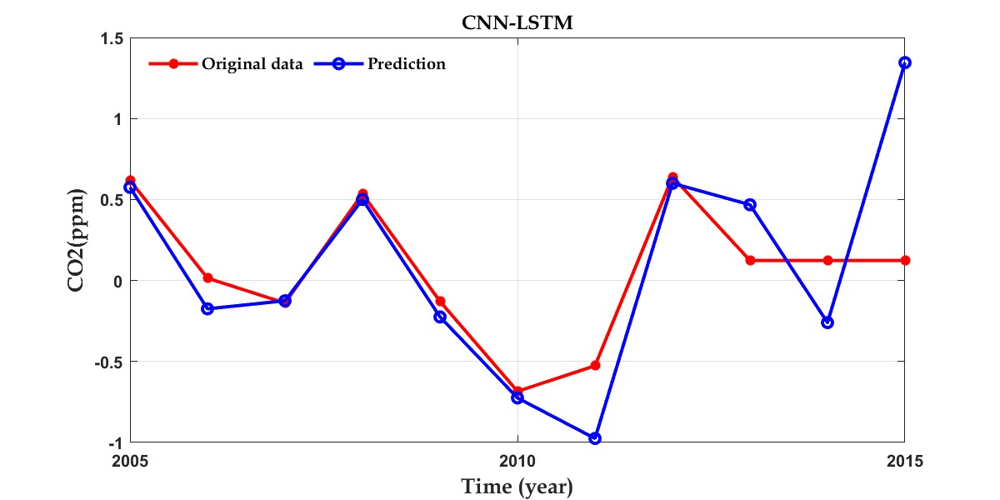 CNN-LSTM
Original data Prediction
1.5
1
0.5
0
-0.5
-1
CO2(ppm)
2005 2010 2015
Time (year)